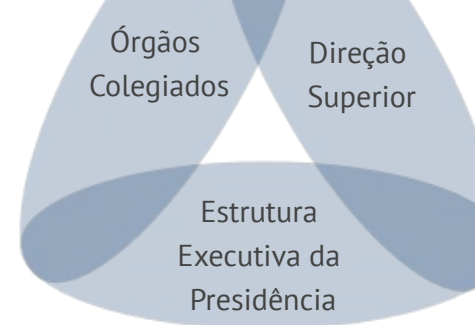 Órgãos
Colegiados
Direção
Superior
Estrutura
Executiva da
Presidência